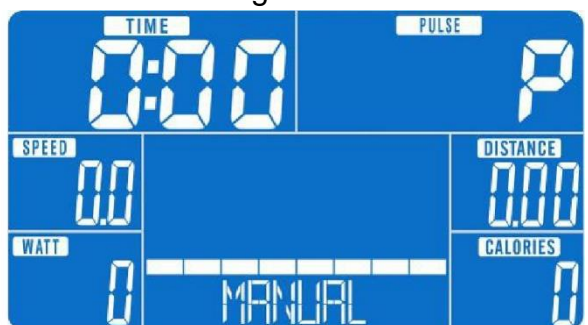 TIME PULSE
0:00 P
SPEED DISTANCE
0.0 0.00
WATT CALORIES
0 MANUAL 0